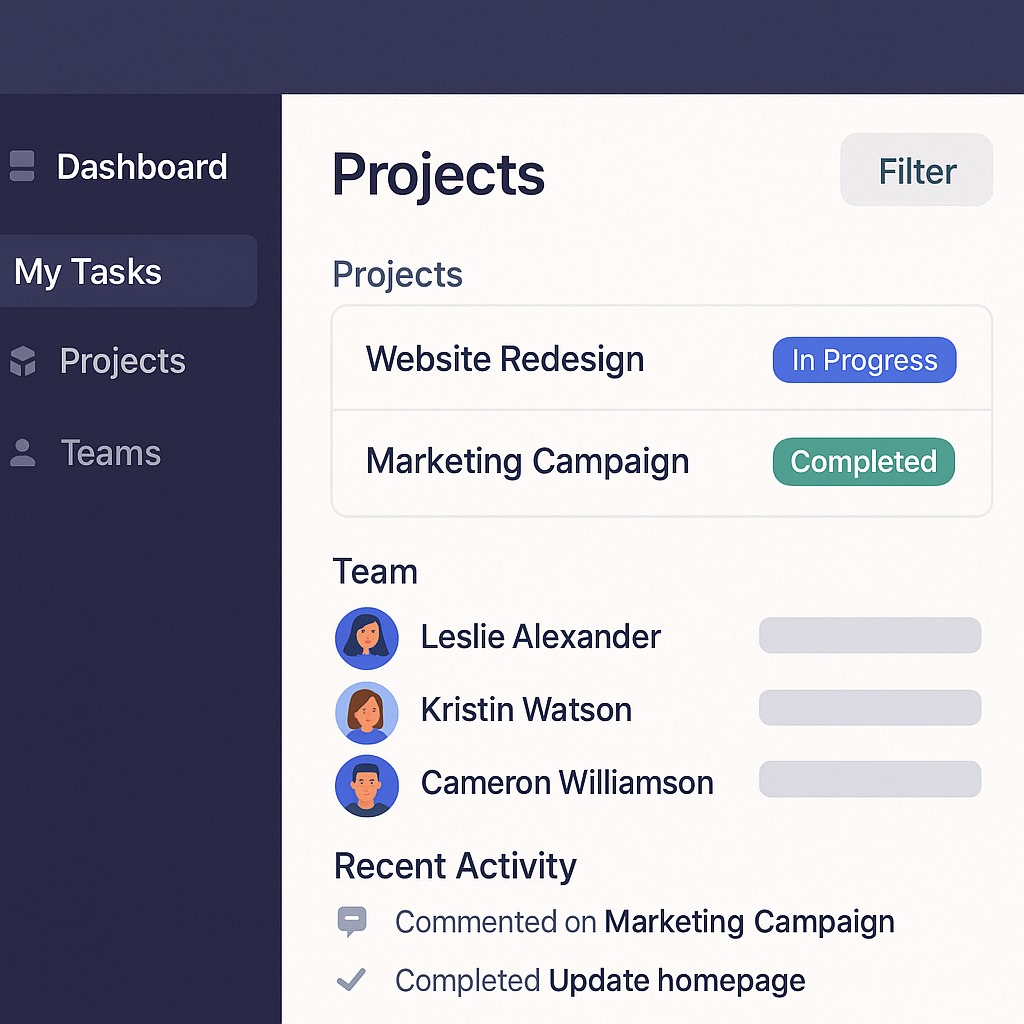 Dashboard
My Tasks
Projects
Teams
Projects
Filter
Projects
Website Redesign
In Progress
Marketing Campaign
Completed
Team
Leslie Alexander
Kristin Watson
Cameron Williamson
Recent Activity
Commented on Marketing Campaign
Completed Update homepage